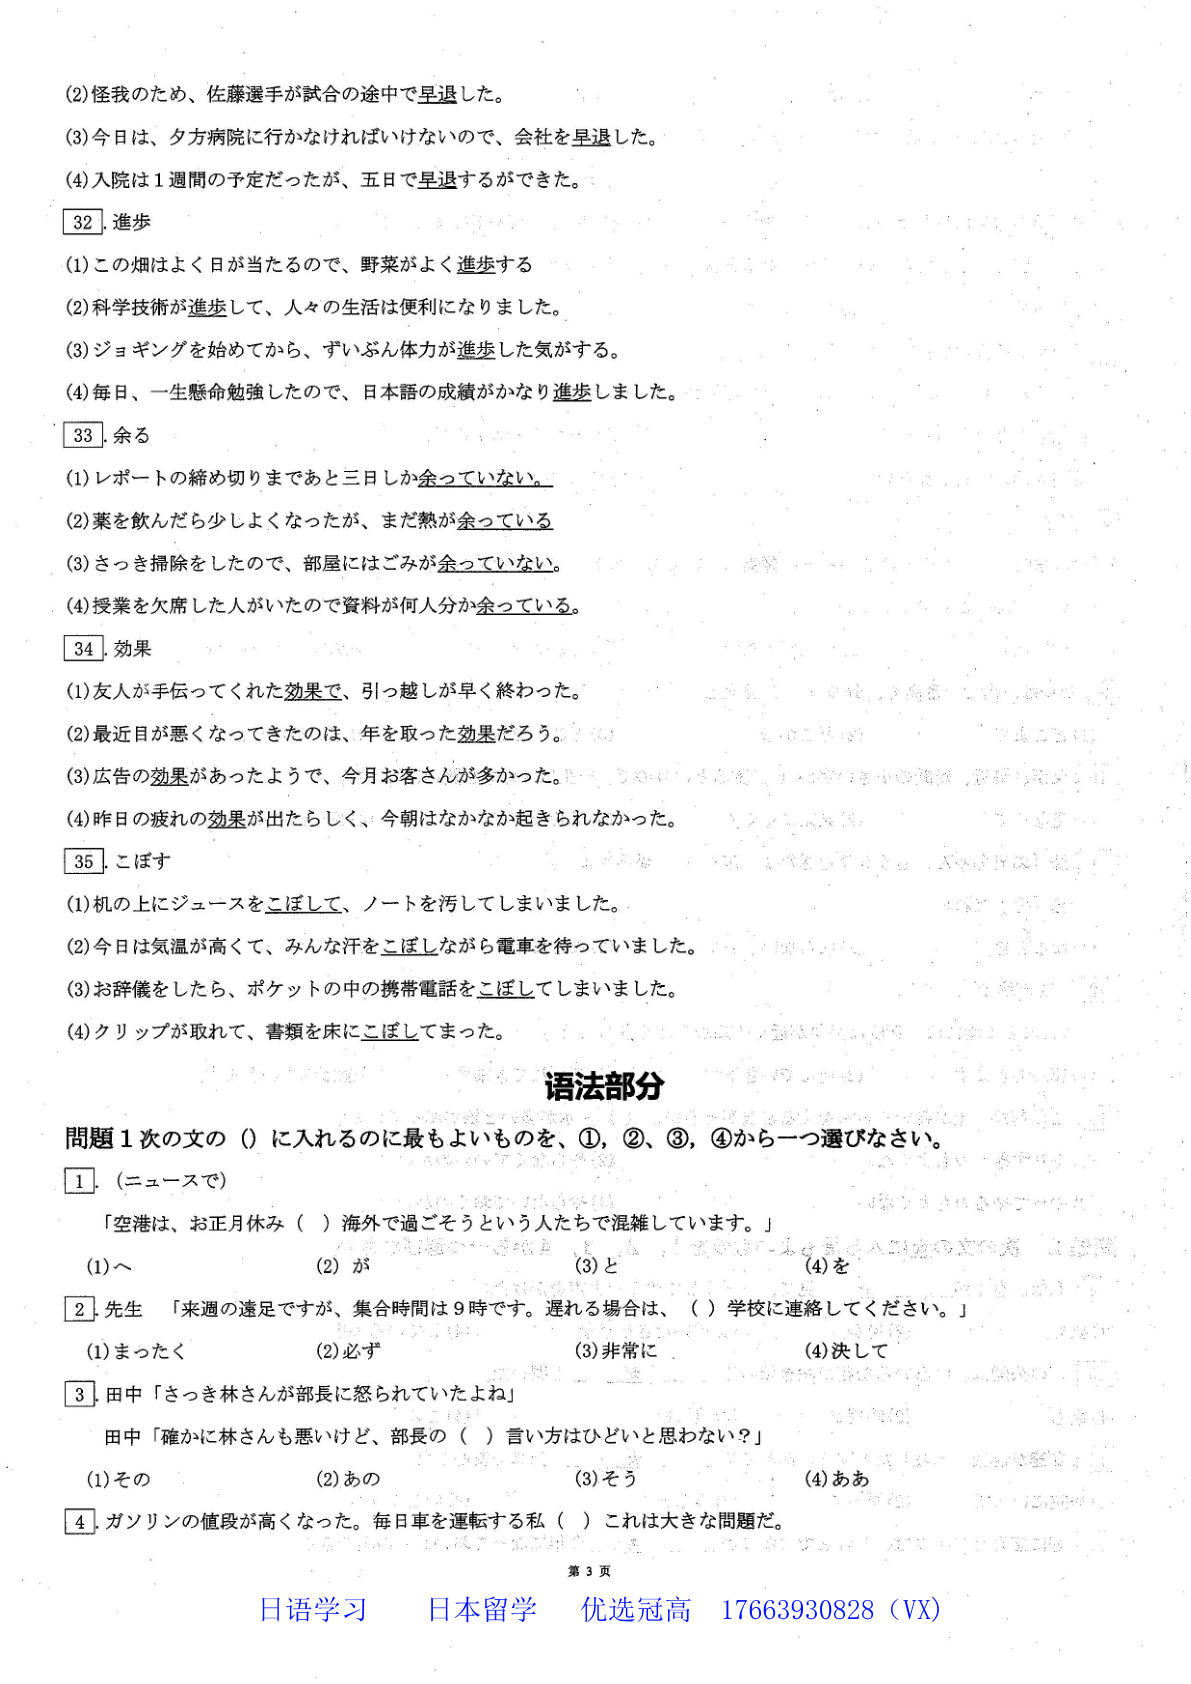 (2)怪我のため、佐藤選手が試合の途中で早退した。
(3)今日は、夕方病院に行かなければいけないので、会社を早退した。
(4)入院は１週間の予定だったが、五日で早退するができた。
32.進歩
(1)この畑はよく日が当たるので、野菜がよく進歩する
(2)科学技術が進歩して、人々の生活は便利になりました。
(3)ジョギングを始めてから、ずいぶん体力が進歩した気がする。
(4)毎日、一生懸命勉強したので、日本語の成績がかなり進歩しました。
33.余る
(1)レポートの締め切りまであと三日しか余っていない。
(2)薬を飲んだら少しよくなったが、まだ熱が余っている
(3)さっき掃除をしたので、部屋にはごみが余っていない。
(4)授業を欠席した人がいたので資料が何人分か余っている。
34.効果
(1)友人が手伝ってくれた効果で、引っ越しが早く終わった。
(2)最近目が悪くなってきたのは、年を取った効果だろう。
(3)広告の効果があったようで、今月お客さんが多かった。
(4)昨日の疲れの効果が出たらしく、今朝はなかなか起きられなかった。
35.こぼす
(1)机の上にジュースをこぼして、ノートを汚してしまいました。
(2)今日は気温が高くて、みんな汗をこぼしながら電車を待っていました。
(3)お辞儀をしたら、ポケットの中の携帯電話をこぼしてしまいました。
(4)クリップが取れて、書類を床にこぼしてまった。
语法部分
問題１次の文の（）に入れるのに最もよいものを、①，②、③，④から一つ選びなさい。
1.（ニュースで）
「空港は、お正月休み（　）海外で過ごそうという人たちで混雑しています。」
(1)へ (2) が (3)と (4)を
2.先生　「来週の遠足ですが、集合時間は９時です。遅れる場合は、（ ）学校に連絡してください。」
(1)まったく (2)必ず (3)非常に (4)決して
3.田中「さっき林さんが部長に怒られていたよね」
田中「確かに林さんも悪いけど、部長の（　）言い方はひどいと思わない？」
(1)その (2)あの (3)そう (4)ああ
4.ガソリンの値段が高くなった。毎日車を運転する私（　）これは大きな問題だ。
第 3 页
日语学习　日本留学　优选冠高　17663930828（VX）